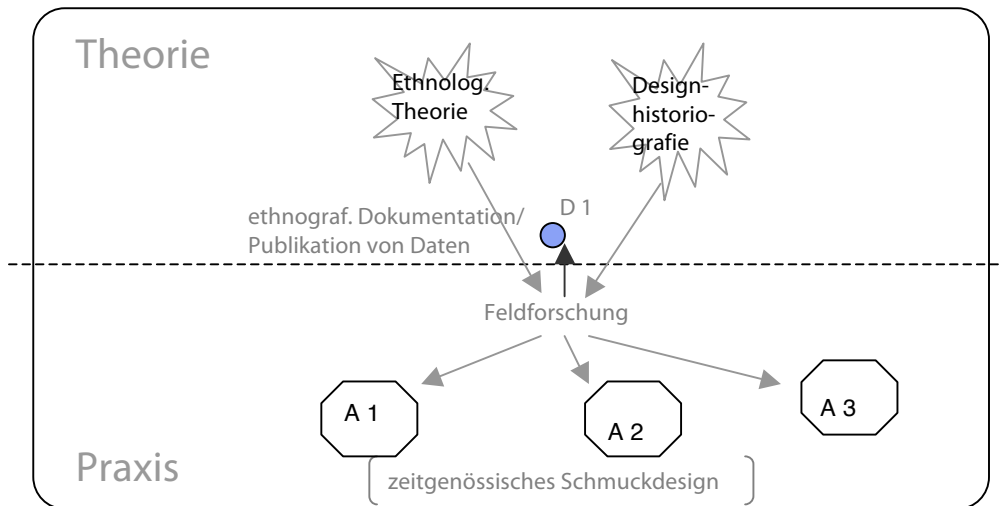 Theorie
Ethnolog.
Theorie
Design-
historio-
grafie
D 1
ethnograf. Dokumentation/
Publikation von Daten
Feldforschung
A 1
A 2
A 3
Praxis
zeitgenössisches Schmuckdesign